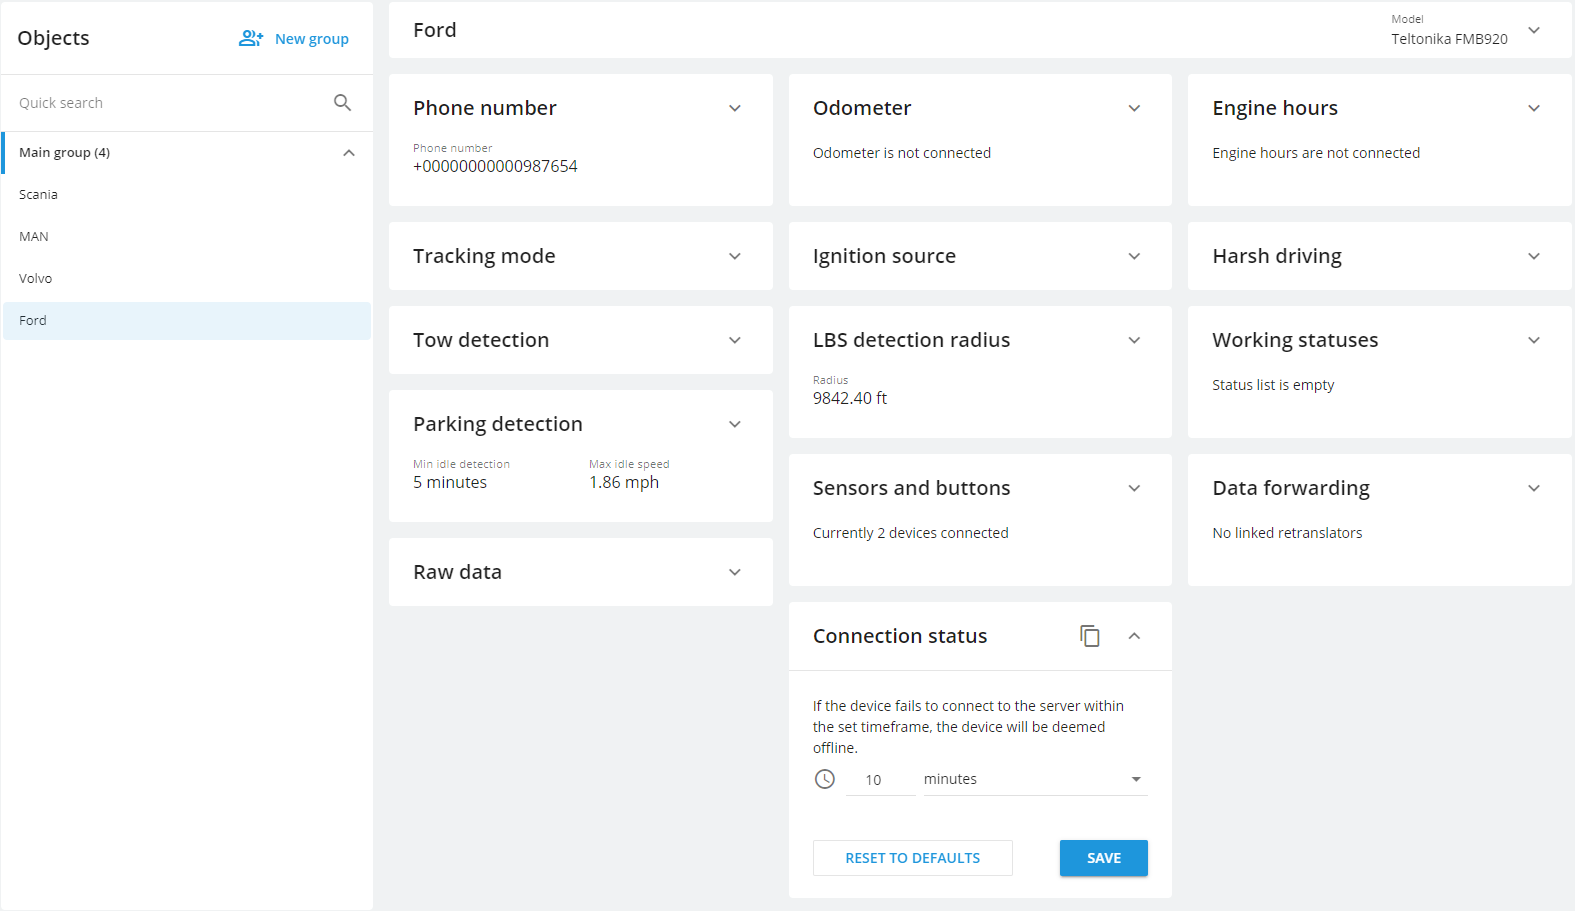 Objects
New group
Quick search
Main group (4)
Scania
MAN
Volvo
Ford
Ford
Model
Teltonika FMB920
Phone number
Phone number
+00000000000987654
Odometer
Odometer is not connected
Engine hours
Engine hours are not connected
Tracking mode
Ignition source
Harsh driving
Tow detection
LBS detection radius
Radius
9842.40 ft
Working statuses
Status list is empty
Parking detection
Min idle detection
5 minutes
Max idle speed
1.86 mph
Sensors and buttons
Currently 2 devices connected
Data forwarding
No linked retranslators
Raw data
Connection status
If the device fails to connect to the server within
the set timeframe, the device will be deemed
offline.
10 minutes
RESET TO DEFAULTS
SAVE